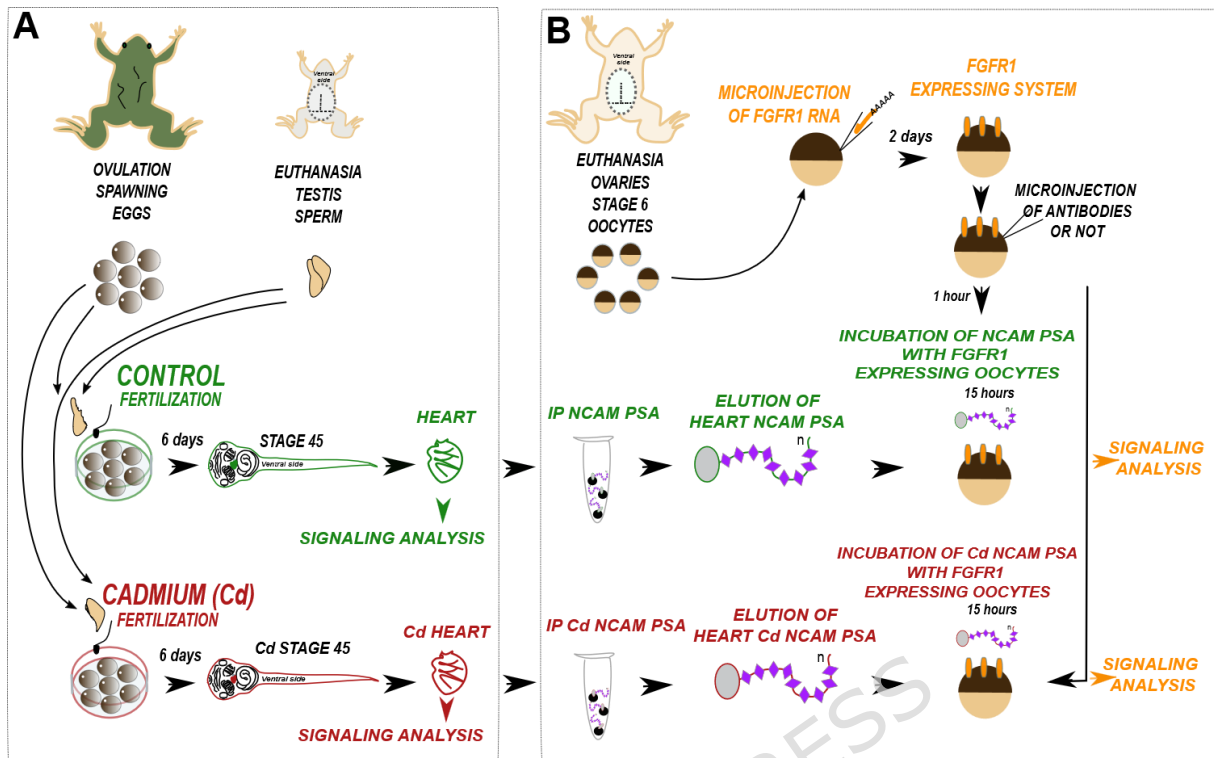 A
Ventral
side
OVULATION
SPAWNING
EGGS
EUTHANASIA
TESTIS
SPERM
CONTROL
FERTILIZATION
6 days
STAGE 45
Ventral side
HEART
SIGNALING ANALYSIS
CADMIUM (Cd)
FERTILIZATION
6 days
Cd STAGE 45
Ventral side
Cd HEART
SIGNALING ANALYSIS
B
Ventral
side
EUTHANASIA
OVARIES
STAGE 6
OOCYTES
MICROINJECTION
OF FGFR1 RNA
AAAAA
2 days
FGFR1
EXPRESSING SYSTEM
MICROINJECTION
OF ANTIBODIES
OR NOT
1 hour
INCUBATION OF NCAM PSA
WITH FGFR1
EXPRESSING OOCYTES
15 hours
n
IP NCAM PSA
ELUTION OF
HEART NCAM PSA
n
SIGNALING
ANALYSIS
INCUBATION OF Cd NCAM PSA
WITH FGFR1
EXPRESSING OOCYTES
15 hours
n
IP Cd NCAM PSA
ELUTION OF
HEART Cd NCAM PSA
n
SIGNALING
ANALYSIS